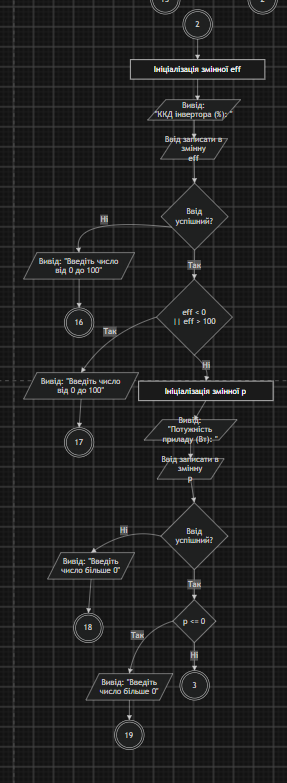 2
Ініціалізація змінної eff
Вивід:
"ККД інвертора (%): "
Ввід записати в
змінну
eff
Ввід
успішний?
Ні
Вивід: "Введіть число
від 0 до 100"
Так
16
eff < 0
|| eff > 100
Так
Ні
Вивід: "Введіть число
від 0 до 100"
Ініціалізація змінної p
17
Вивід:
"Потужність
приладу (Вт): "
Ввід записати в
змінну
p
Ввід
успішний?
Ні
Вивід: "Введіть
число більше 0"
Так
18
p <= 0
Так
Ні
Вивід: "Введіть
число більше 0"
3
19